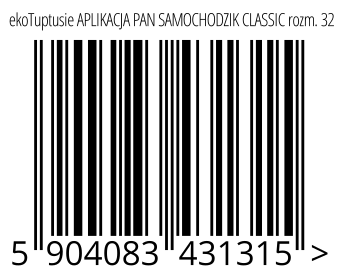 ekoTuptusie APLIKACJA PAN SAMOCHODZIK CLASSIC rozm. 32
5 904083 431315 >